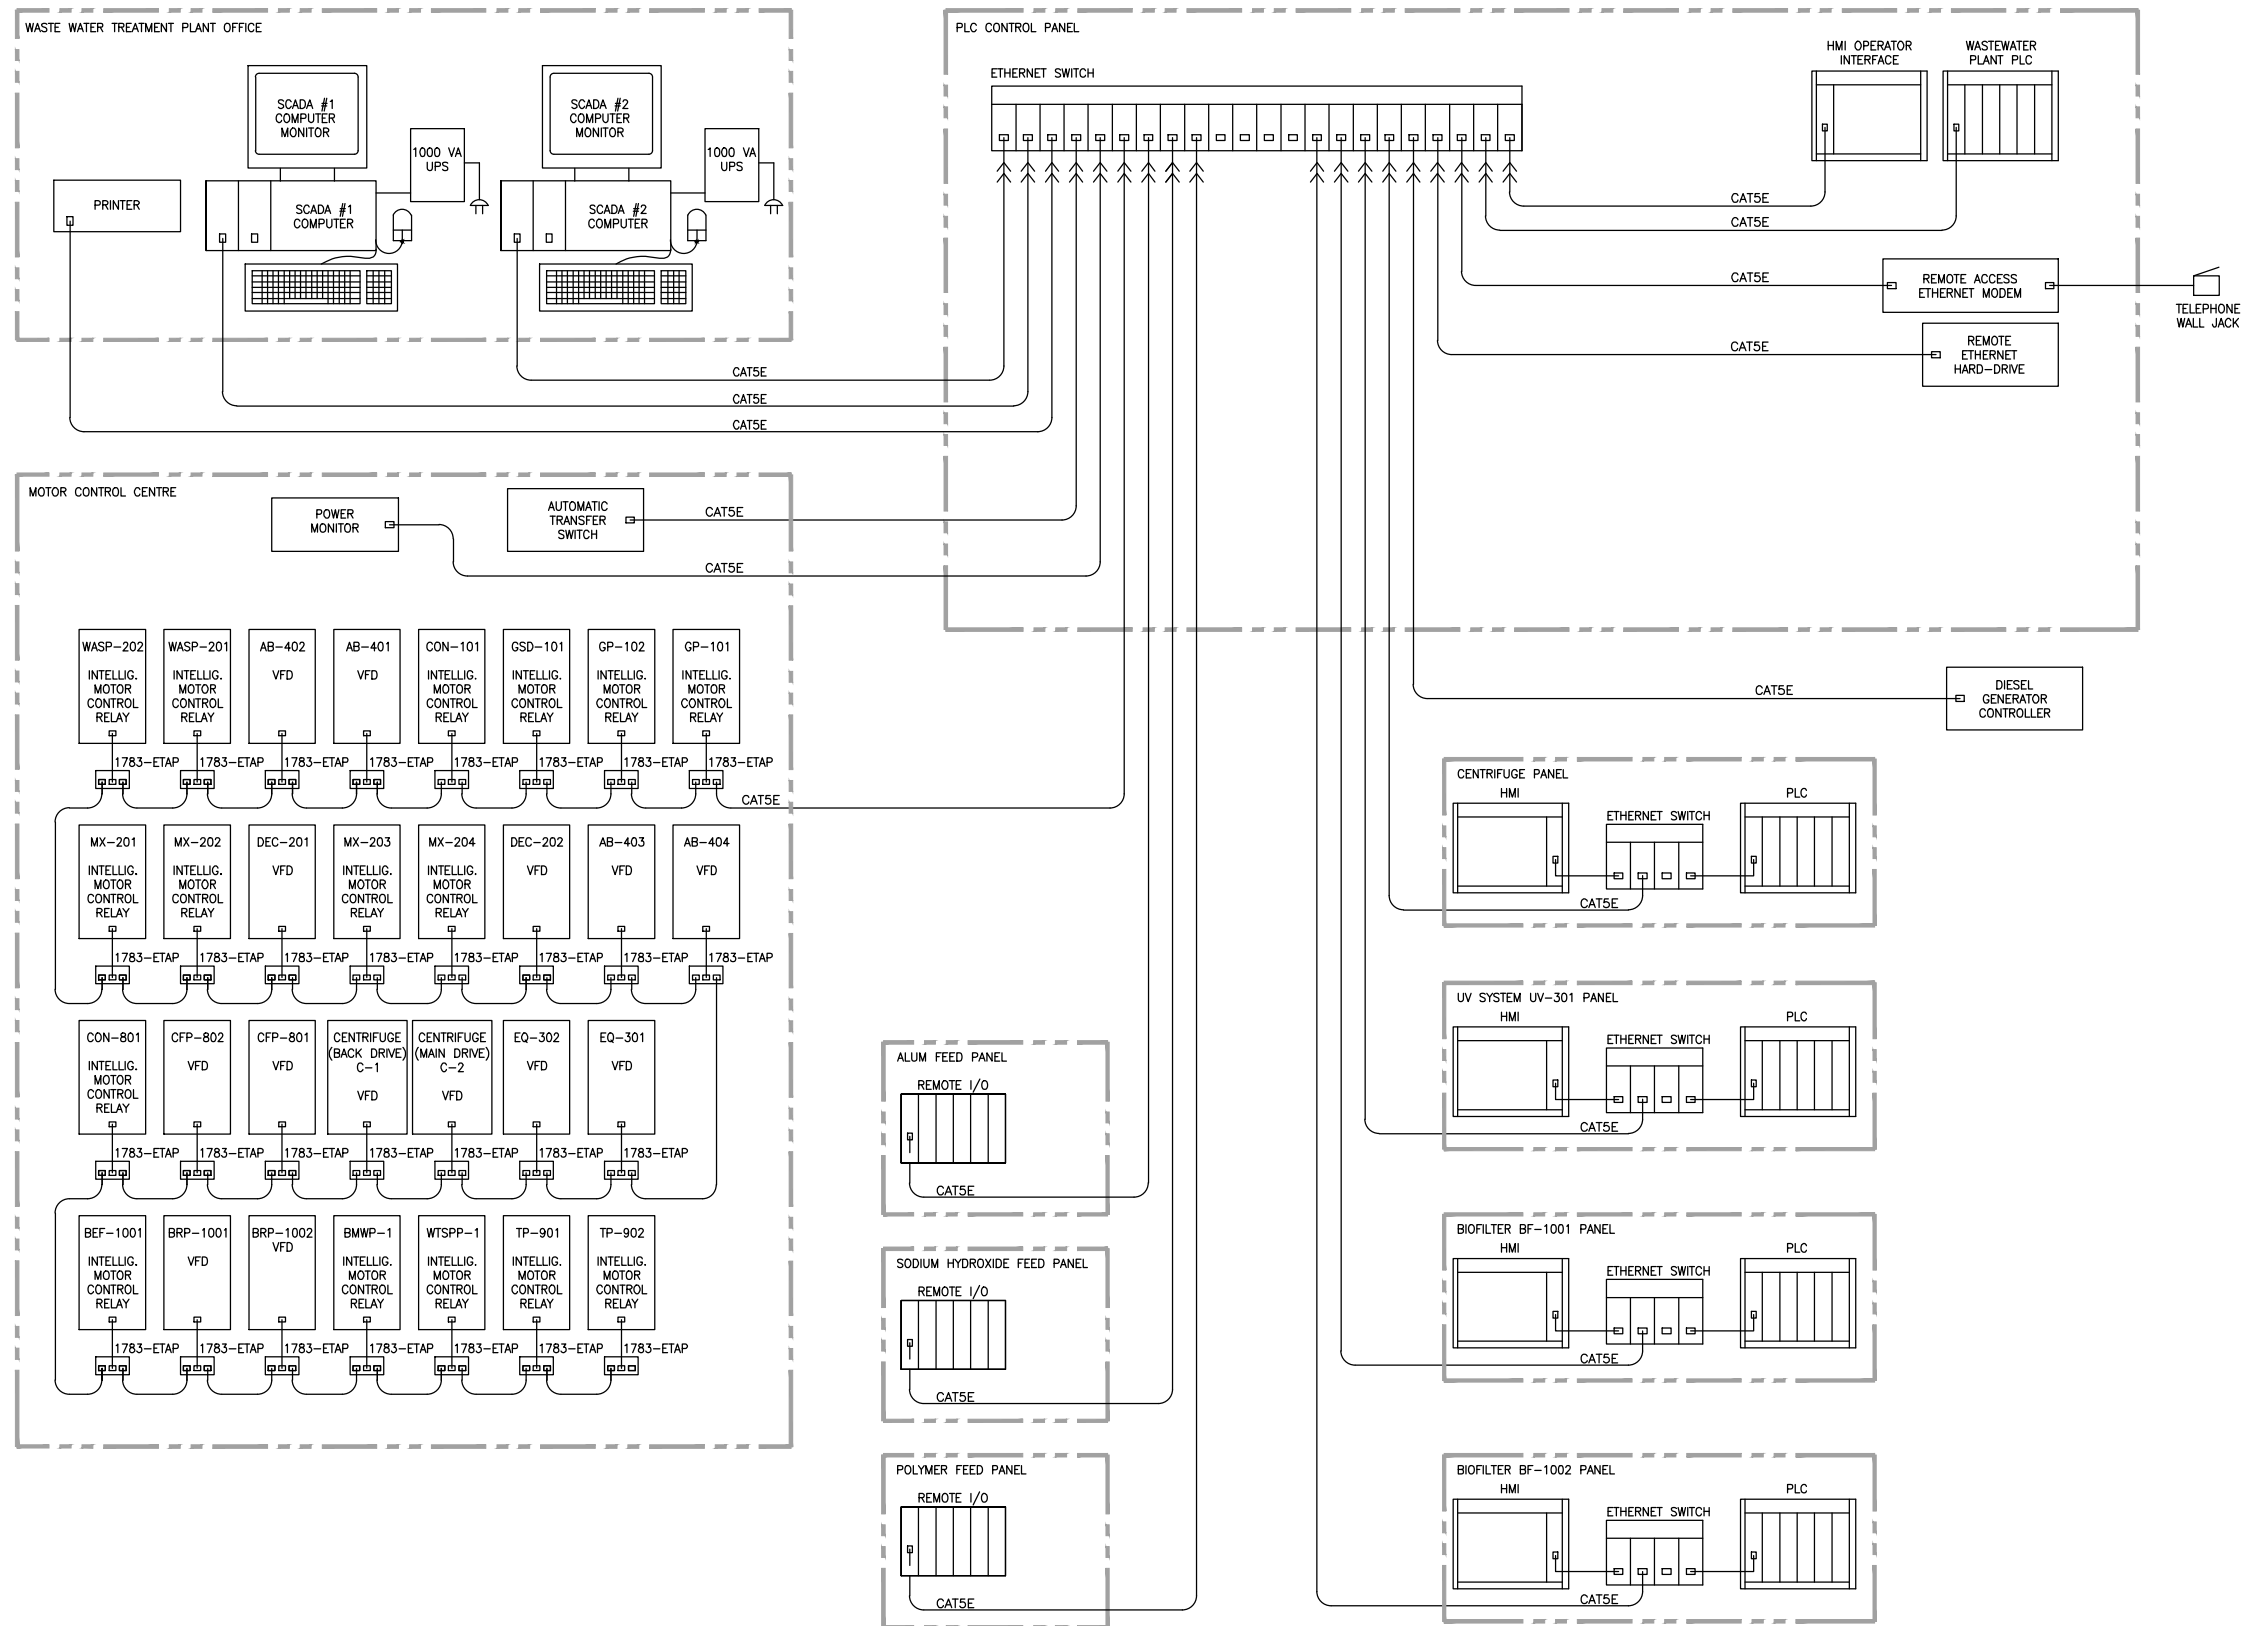 WASTE WATER TREATMENT PLANT OFFICE
SCADA #1
COMPUTER
MONITOR
1000 VA
UPS
SCADA #2
COMPUTER
MONITOR
1000 VA
UPS
PRINTER
SCADA #1
COMPUTER
SCADA #2
COMPUTER
CAT5E
CAT5E
CAT5E
PLC CONTROL PANEL
ETHERNET SWITCH
HMI OPERATOR
INTERFACE
WASTEWATER
PLANT PLC
CAT5E
CAT5E
CAT5E
REMOTE ACCESS
ETHERNET MODEM
TELEPHONE
WALL JACK
CAT5E
REMOTE
ETHERNET
HARD-DRIVE
MOTOR CONTROL CENTRE
POWER
MONITOR
AUTOMATIC
TRANSFER
SWITCH
CAT5E
CAT5E
WASP-202
INTELLIG.
MOTOR
CONTROL
RELAY
1783-ETAP
WASP-201
INTELLIG.
MOTOR
CONTROL
RELAY
1783-ETAP
AB-402
VFD
1783-ETAP
AB-401
VFD
1783-ETAP
CON-101
INTELLIG.
MOTOR
CONTROL
RELAY
1783-ETAP
GSD-101
INTELLIG.
MOTOR
CONTROL
RELAY
1783-ETAP
GP-102
INTELLIG.
MOTOR
CONTROL
RELAY
1783-ETAP
GP-101
INTELLIG.
MOTOR
CONTROL
RELAY
1783-ETAP
CAT5E
MX-201
INTELLIG.
MOTOR
CONTROL
RELAY
1783-ETAP
MX-202
INTELLIG.
MOTOR
CONTROL
RELAY
1783-ETAP
DEC-201
VFD
1783-ETAP
MX-203
INTELLIG.
MOTOR
CONTROL
RELAY
1783-ETAP
MX-204
INTELLIG.
MOTOR
CONTROL
RELAY
1783-ETAP
DEC-202
VFD
1783-ETAP
AB-403
VFD
1783-ETAP
AB-404
VFD
1783-ETAP
CON-801
INTELLIG.
MOTOR
CONTROL
RELAY
1783-ETAP
CFP-802
VFD
1783-ETAP
CFP-801
VFD
1783-ETAP
CENTRIFUGE
(BACK DRIVE)
C-1
VFD
1783-ETAP
CENTRIFUGE
(MAIN DRIVE)
C-2
VFD
1783-ETAP
EQ-302
VFD
1783-ETAP
EQ-301
VFD
1783-ETAP
BEF-1001
INTELLIG.
MOTOR
CONTROL
RELAY
1783-ETAP
BRP-1001
VFD
1783-ETAP
BRP-1002
VFD
1783-ETAP
BMWP-1
INTELLIG.
MOTOR
CONTROL
RELAY
1783-ETAP
WTSPP-1
INTELLIG.
MOTOR
CONTROL
RELAY
1783-ETAP
TP-901
INTELLIG.
MOTOR
CONTROL
RELAY
1783-ETAP
TP-902
INTELLIG.
MOTOR
CONTROL
RELAY
1783-ETAP
ALUM FEED PANEL
REMOTE I/O
CAT5E
SODIUM HYDROXIDE FEED PANEL
REMOTE I/O
CAT5E
POLYMER FEED PANEL
REMOTE I/O
CAT5E
CAT5E
DIESEL
GENERATOR
CONTROLLER
CENTRIFUGE PANEL
HMI
ETHERNET SWITCH
PLC
CAT5E
UV SYSTEM UV-301 PANEL
HMI
ETHERNET SWITCH
PLC
CAT5E
BIOFILTER BF-1001 PANEL
HMI
ETHERNET SWITCH
PLC
CAT5E
BIOFILTER BF-1002 PANEL
HMI
ETHERNET SWITCH
PLC
CAT5E